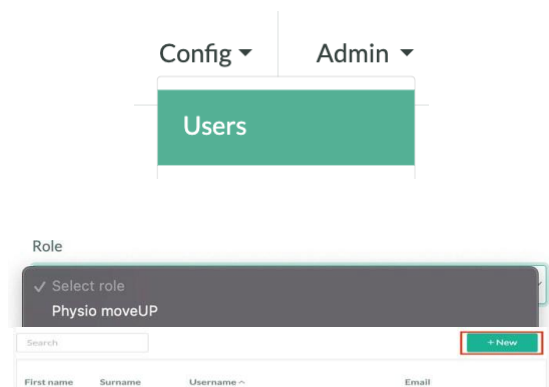 Config Admin
Users
Role
✓ Select role
Physio moveUP
Search + New
First name Surname Username Email